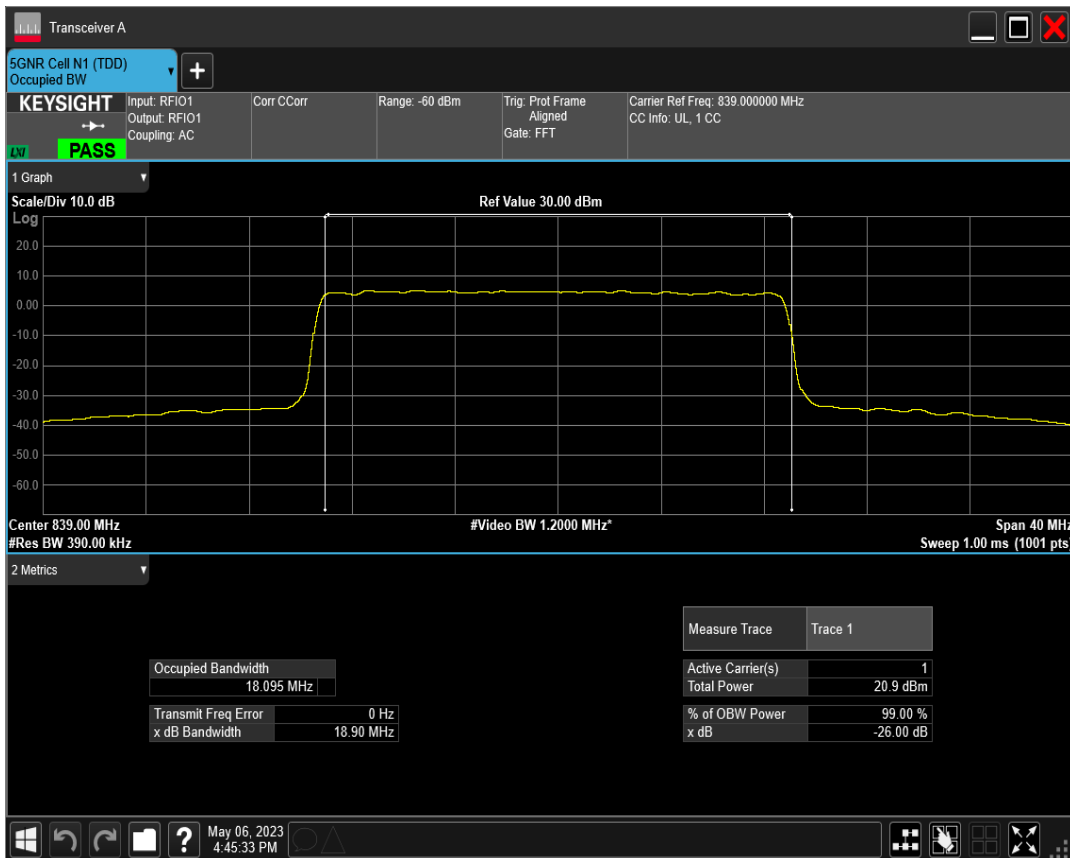 Transceiver A
5GNR Cell N1 (TDD)
Occupied BW
+
KEYSIGHT
LXI
PASS
Input: RFIO1
Output: RFIO1
Coupling: AC
Corr CCorr
Range: -60 dBm
Trig: Prot Frame
Aligned
Gate: FFT
Carrier Ref Freq: 839.000000 MHz
CC Info: UL, 1 CC
1 Graph
Scale/Div 10.0 dB
Ref Value 30.00 dBm
Log
20.0
10.0
0.00
-10.0
-20.0
-30.0
-40.0
-50.0
-60.0
Center 839.00 MHz
#Video BW 1.2000 MHz*
Span 40 MHz
#Res BW 390.00 kHz
Sweep 1.00 ms (1001 pts)
2 Metrics
Measure Trace Trace 1
Occupied Bandwidth
18.095 MHz
Transmit Freq Error 0 Hz
x dB Bandwidth 18.90 MHz
Active Carrier(s) 1
Total Power 20.9 dBm
% of OBW Power 99.00 %
x dB -26.00 dB
?
May 06, 2023
4:45:33 PM